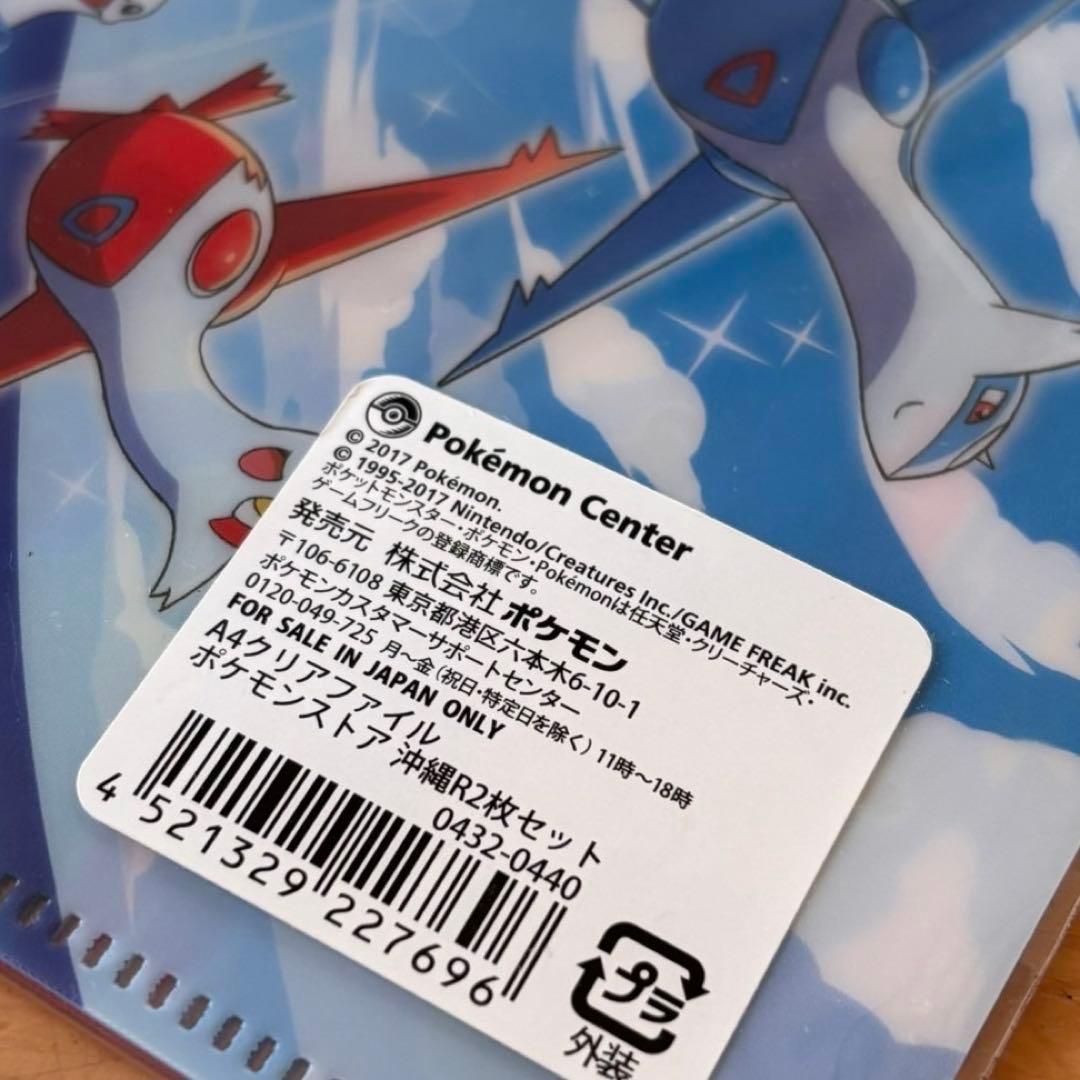 Pokémon Center
© 2017 Pokémon.
© 1995-2017 Nintendo/Creatures Inc./GAME FREAK inc.
ポケットモンスター・ポケモン・Pokémonは任天堂・クリーチャーズ・
ゲームフリークの登録商標です。
発売元 株式会社 ポケモン
〒106-6108 東京都港区六本木6-10-1
ポケモンカスタマーサポートセンター
0120-049-725 月〜金(祝日・特定日を除く) 11時〜18時
FOR SALE IN JAPAN ONLY
A4クリアファイル
ポケモンストア 沖縄R2枚セット
0432-0440
4 521329 227696
プラ
外装